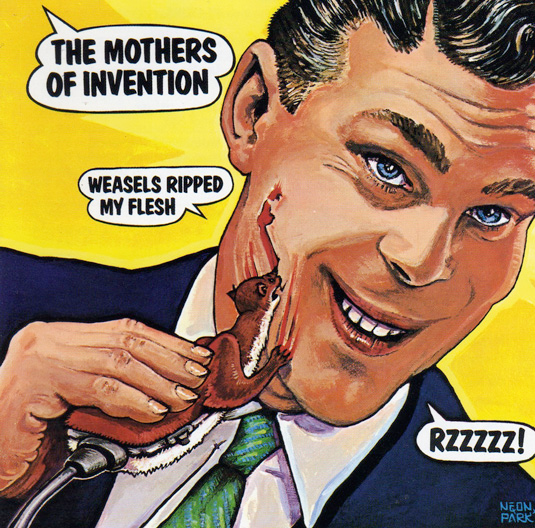 THE MOTHERS
OF INVENTION
WEASELS RIPPED
MY FLESH
RZZZZZ!
NEON
PARK